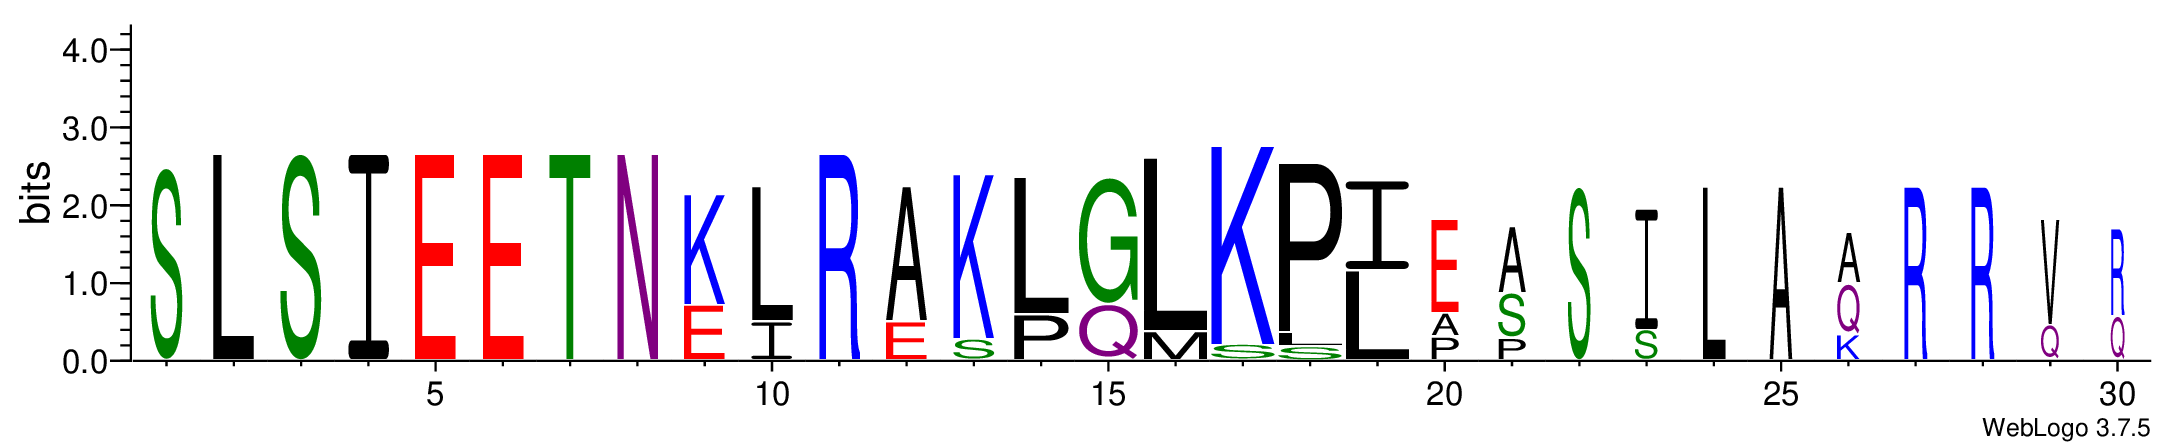 4.0
3.0
2.0
1.0
0.0
bits
S L S I E E T N K L R A K L G L K P I E A S I L A A R R V R
E I E S P Q M S L L A S S Q Q Q
S P P K
5 10 15 20 25 30
WebLogo 3.7.5